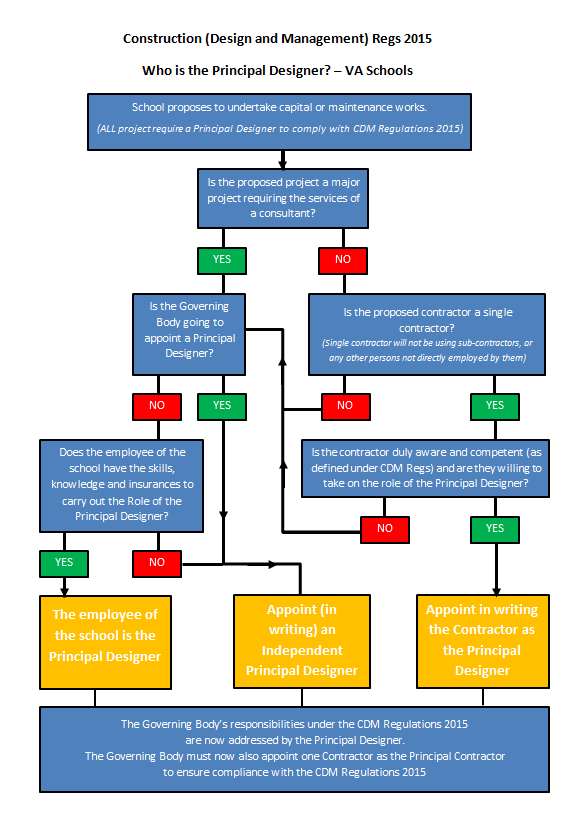 Construction (Design and Management) Regs 2015
Who is the Principal Designer? – VA Schools
School proposes to undertake capital or maintenance works.
(ALL project require a Principal Designer to comply with CDM Regulations 2015)
Is the proposed project a major
project requiring the services of
a consultant?
YES
NO
Is the Governing
Body going to
appoint a Principal
Designer?
Is the proposed contractor a single
contractor?
(Single contractor will not be using sub-contractors, or
any other persons not directly employed by them)
NO
YES
NO
YES
Does the employee of the
school have the skills,
knowledge and insurances to
carry out the Role of the
Principal Designer?
Is the contractor duly aware and competent (as
defined under CDM Regs) and are they willing to
take on the role of the Principal Designer?
NO
YES
YES
NO
The employee of
the school is the
Principal Designer
Appoint (in
writing) an
Independent
Principal Designer
Appoint in writing
the Contractor as
the Principal
Designer
The Governing Body's responsibilities under the CDM Regulations 2015
are now addressed by the Principal Designer.
The Governing Body must now also appoint one Contractor as the Principal Contractor
to ensure compliance with the CDM Regulations 2015